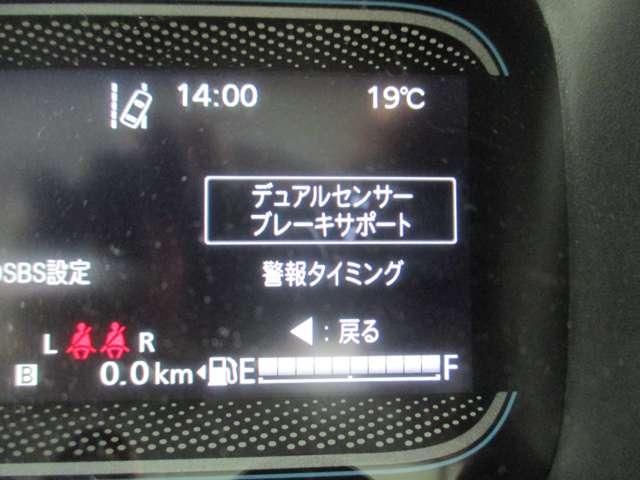 14:00 19℃
デュアルセンサー
ブレーキサポート
SBS設定
警報タイミング
◀:戻る
L R
B 0.0km E F